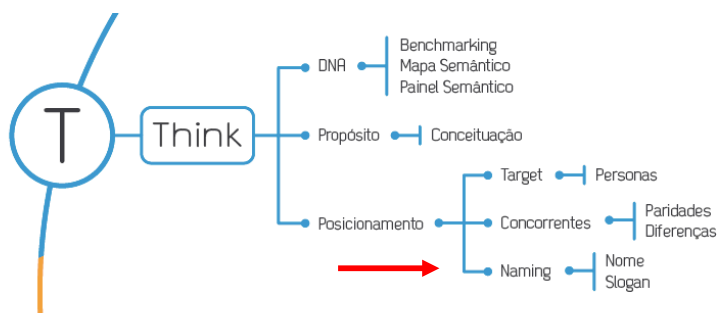 T
Think
DNA
Benchmarking
Mapa Semântico
Painel Semântico
Propósito
Conceituação
Posicionamento
Target
Personas
Concorrentes
Paridades
Diferenças
Naming
Nome
Slogan